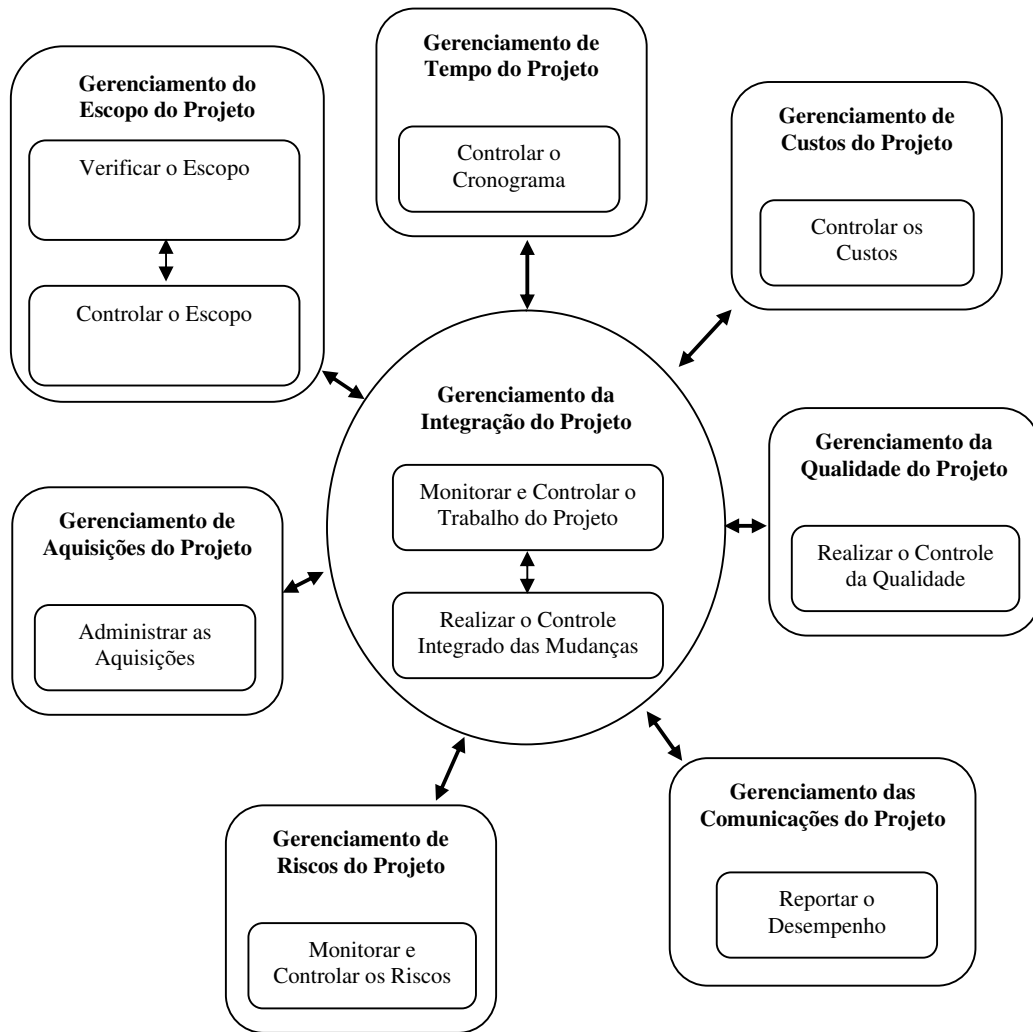 Gerenciamento do
Escopo do Projeto
Verificar o Escopo
Controlar o Escopo
Gerenciamento de
Tempo do Projeto
Controlar o
Cronograma
Gerenciamento de
Custos do Projeto
Controlar os
Custos
Gerenciamento da
Integração do Projeto
Monitorar e Controlar o
Trabalho do Projeto
Realizar o Controle
Integrado das Mudanças
Gerenciamento da
Qualidade do Projeto
Realizar o Controle
da Qualidade
Gerenciamento de
Aquisições do Projeto
Administrar as
Aquisições
Gerenciamento de
Riscos do Projeto
Monitorar e
Controlar os Riscos
Gerenciamento das
Comunicações do Projeto
Reportar o
Desempenho